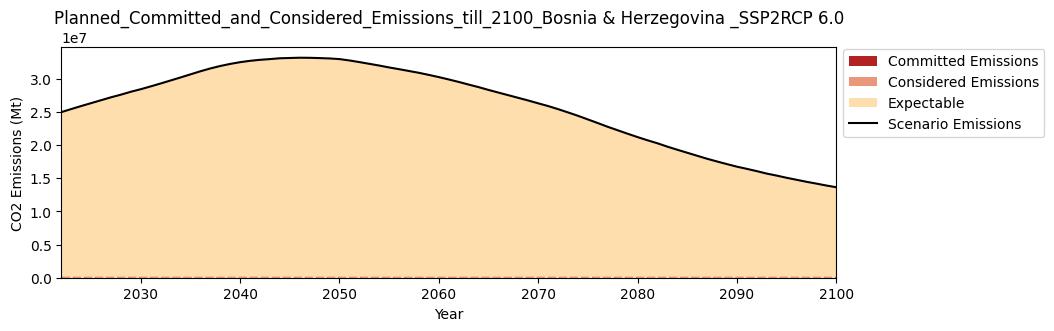 Planned_Committed_and_Considered_Emissions_till_2100_Bosnia & Herzegovina _SSP2RCP 6.0
1e7
CO2 Emissions (Mt)
3.0
2.5
2.0
1.5
1.0
0.5
0.0
2030 2040 2050 2060 2070 2080 2090 2100
Year
Committed Emissions
Considered Emissions
Expectable
Scenario Emissions